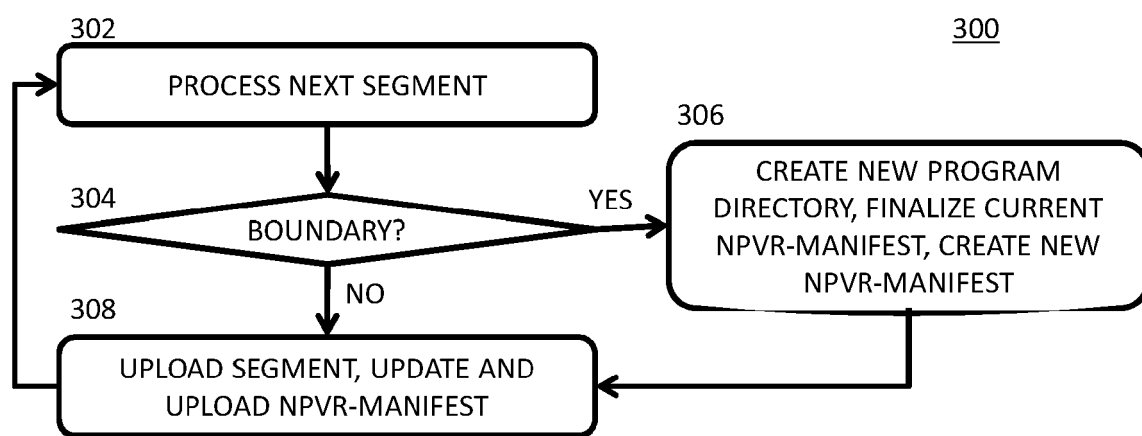 302
300
PROCESS NEXT SEGMENT
306
304
YES
BOUNDARY?
CREATE NEW PROGRAM
DIRECTORY, FINALIZE CURRENT
NPVR-MANIFEST, CREATE NEW
NPVR-MANIFEST
NO
308
UPLOAD SEGMENT, UPDATE AND
UPLOAD NPVR-MANIFEST